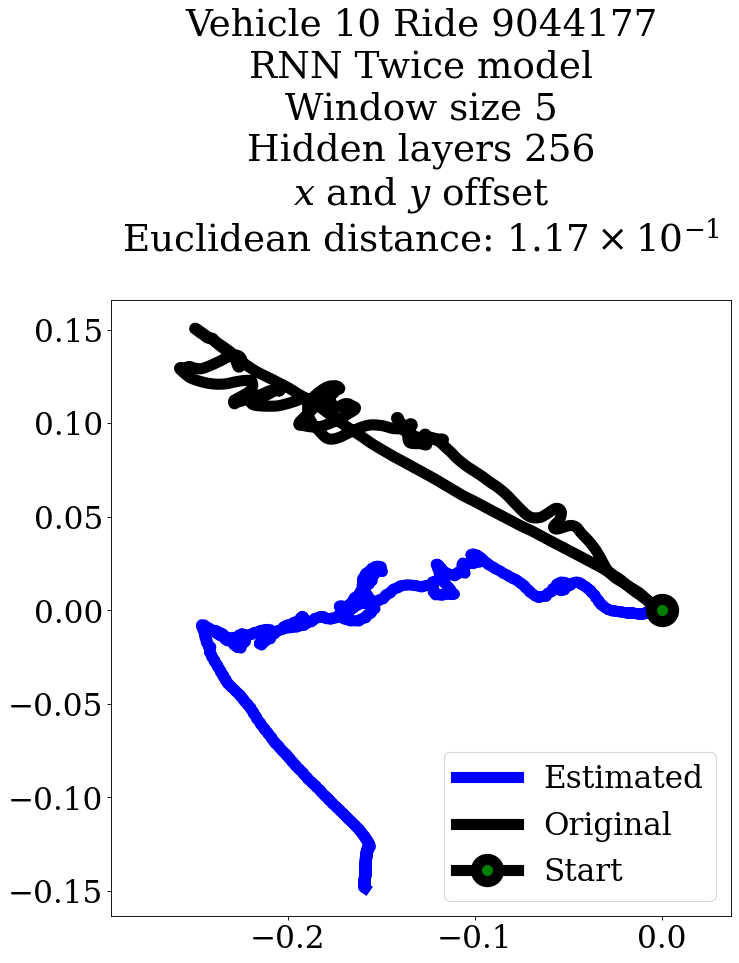 Vehicle 10 Ride 9044177
RNN Twice model
Window size 5
Hidden layers 256
x and y offset
Euclidean distance: 1.17 × 10⁻¹
0.15
0.10
0.05
0.00
−0.05
−0.10
−0.15
Estimated
Original
Start
−0.2
−0.1
0.0